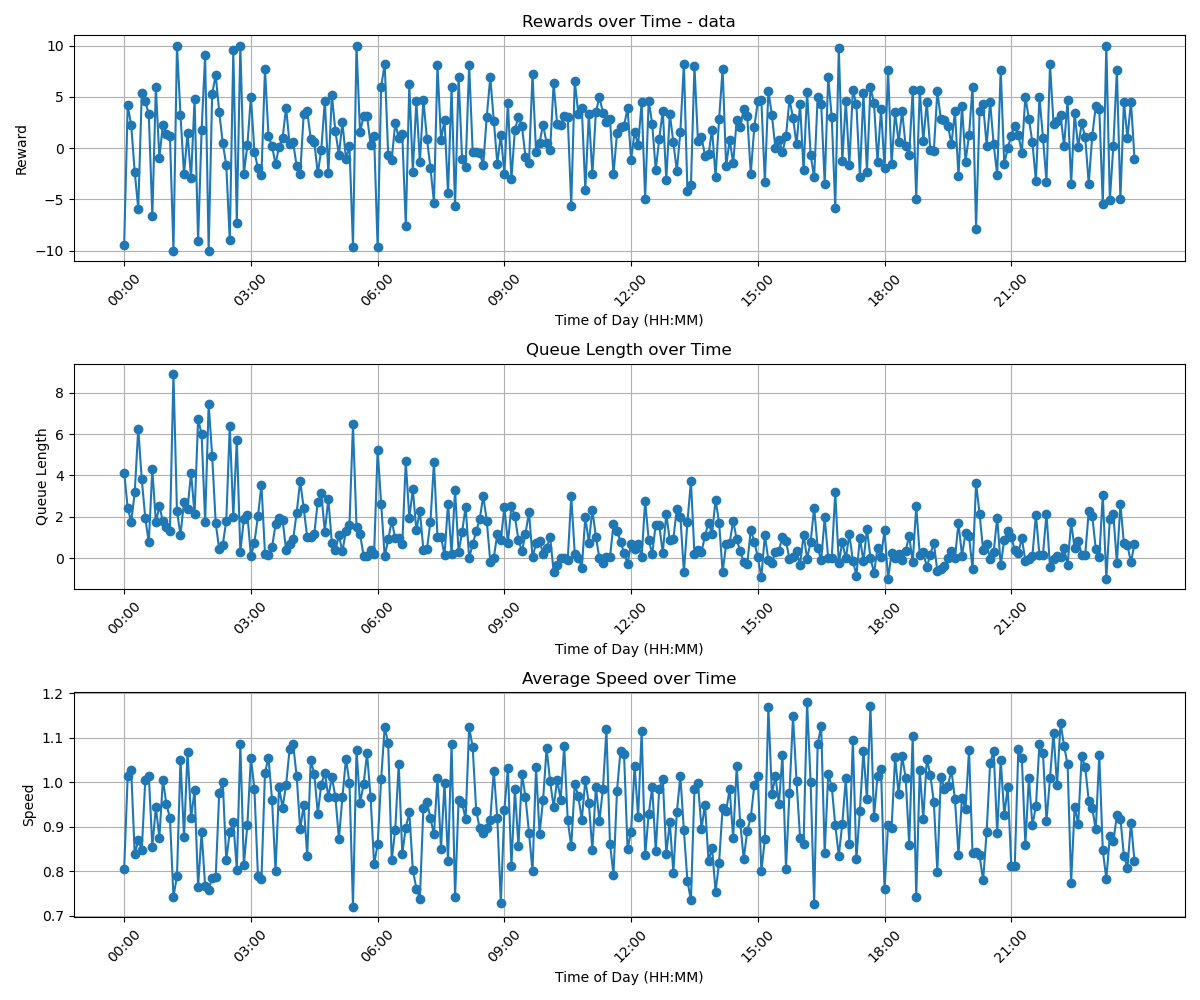 Rewards over Time - data
10
5
0
−5
−10
Reward
00:00 03:00 06:00 09:00 12:00 15:00 18:00 21:00
Time of Day (HH:MM)
Queue Length over Time
8
6
4
2
0
Queue Length
00:00 03:00 06:00 09:00 12:00 15:00 18:00 21:00
Time of Day (HH:MM)
Average Speed over Time
1.2
1.1
1.0
0.9
0.8
0.7
Speed
00:00 03:00 06:00 09:00 12:00 15:00 18:00 21:00
Time of Day (HH:MM)